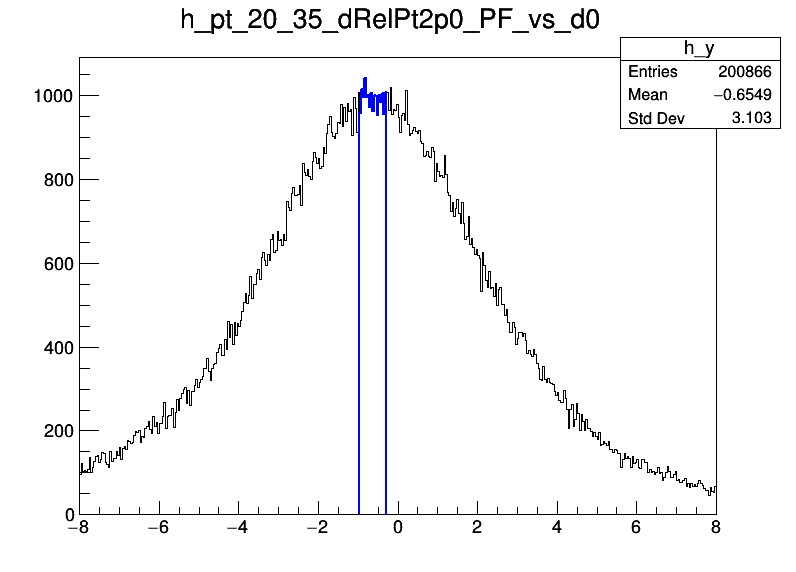 h_pt_20_35_dRelPt2p0_PF_vs_d0
h_y
Entries 200866
Mean −0.6549
Std Dev 3.103
1000
800
600
400
200
0
−8 −6 −4 −2 0 2 4 6 8